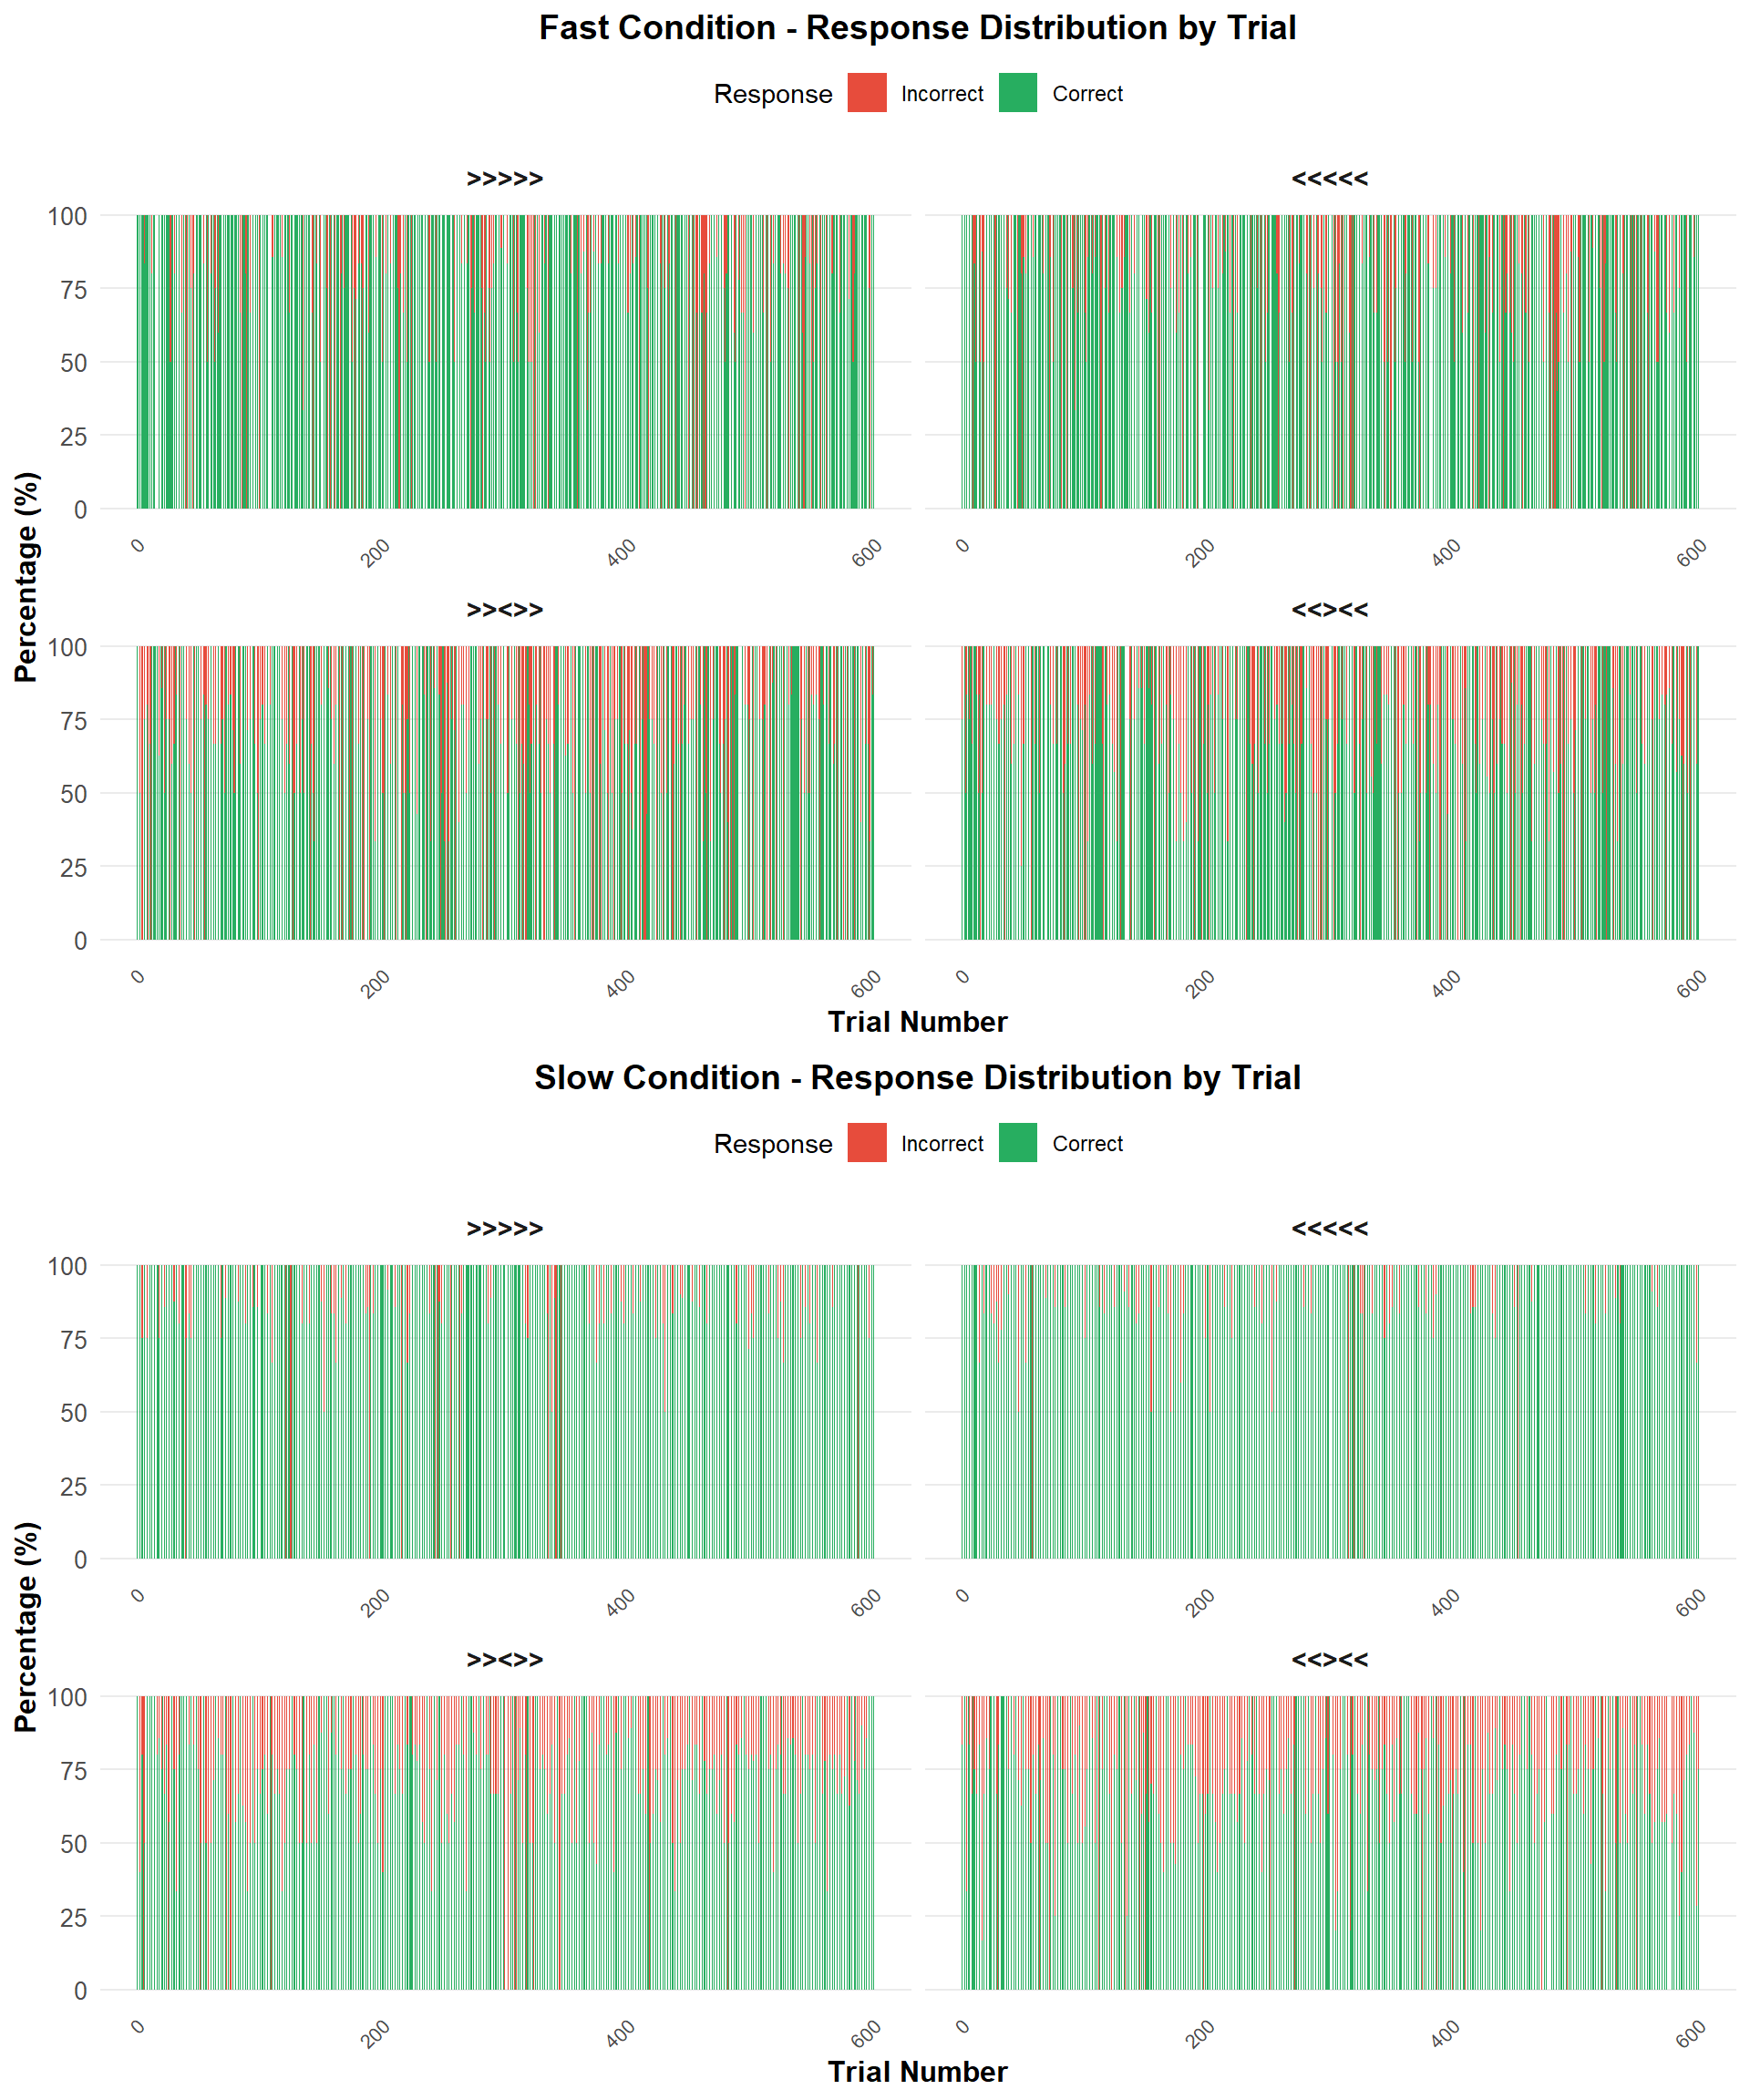 Fast Condition - Response Distribution by Trial
Response Incorrect Correct
>>>>> <<<<<
100
75
50
25
0
0 200 400 600 0 200 400 600
>><>> <<><<
100
75
50
25
0
0 200 400 600 0 200 400 600
Percentage (%)
Trial Number
Slow Condition - Response Distribution by Trial
Response Incorrect Correct
>>>>> <<<<<
100
75
50
25
0
0 200 400 600 0 200 400 600
>><>> <<><<
100
75
50
25
0
0 200 400 600 0 200 400 600
Percentage (%)
Trial Number